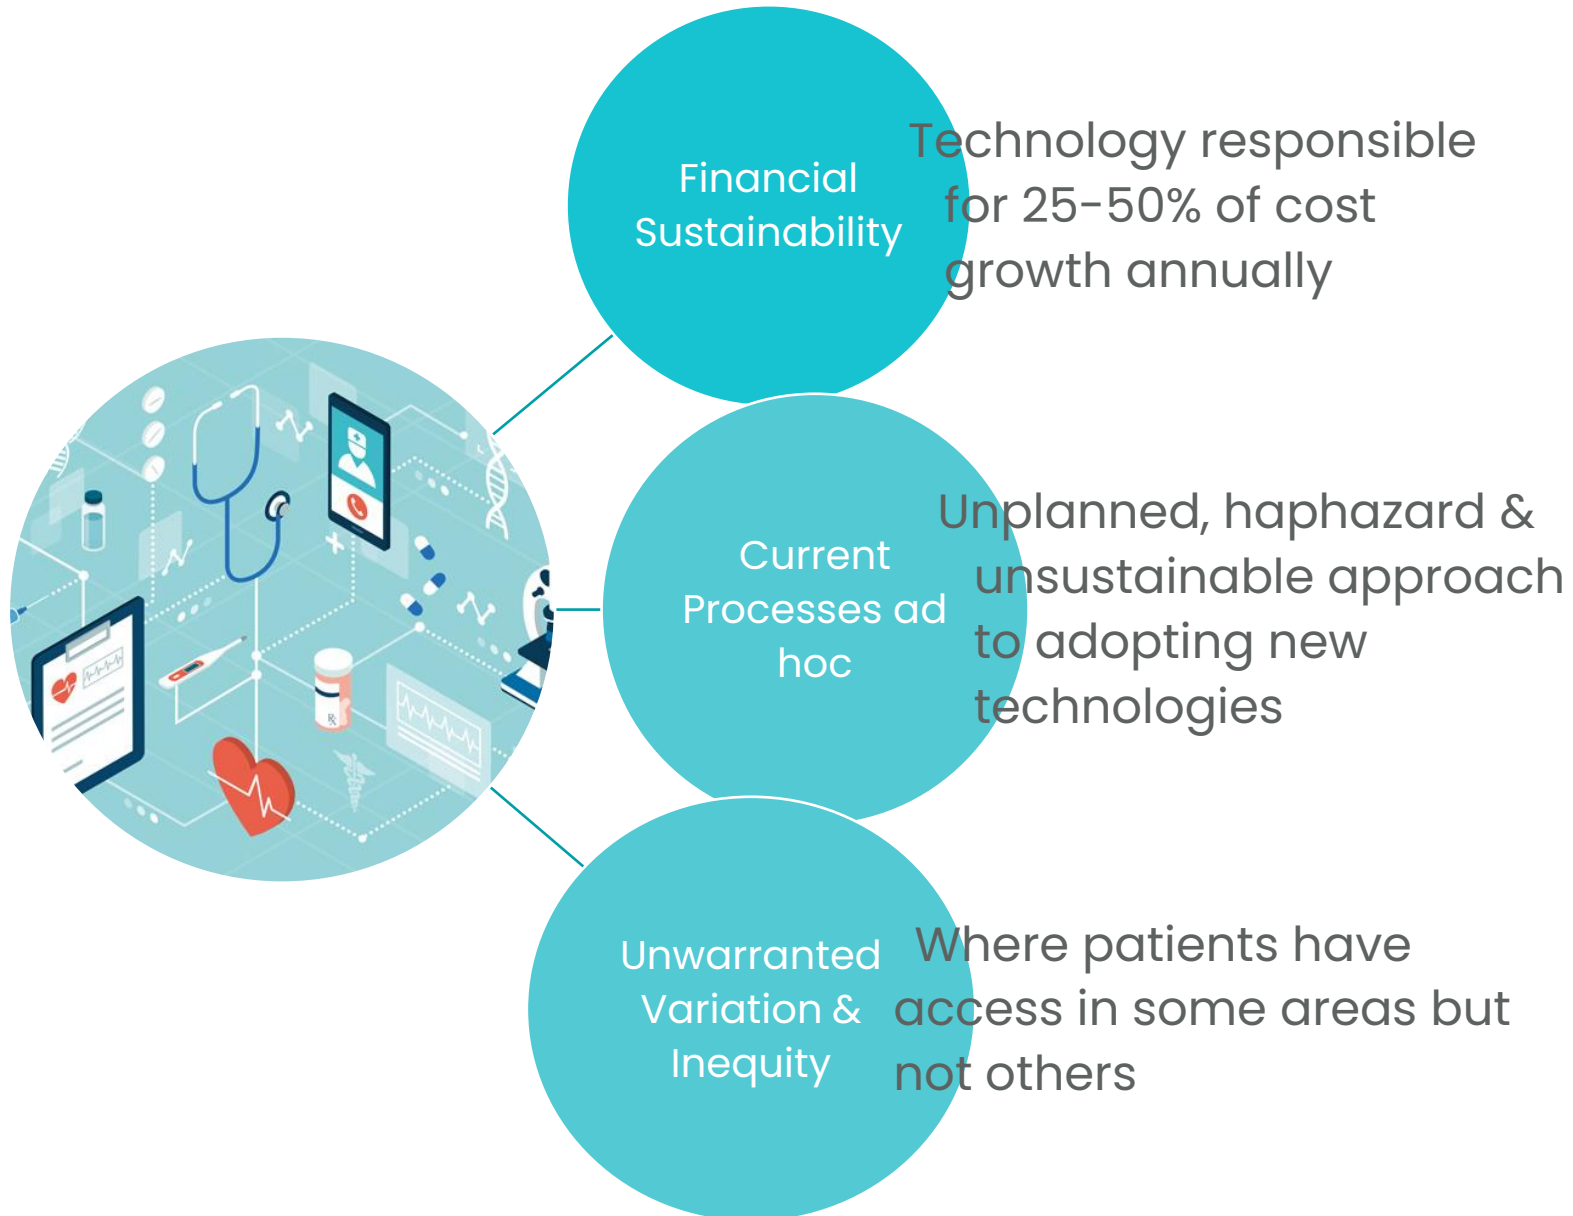 Financial
Sustainability
Technology responsible
for 25-50% of cost
growth annually
Current
Processes ad
hoc
Unplanned, haphazard &
unsustainable approach
to adopting new
technologies
Unwarranted
Variation &
Inequity
Where patients have
access in some areas but
not others